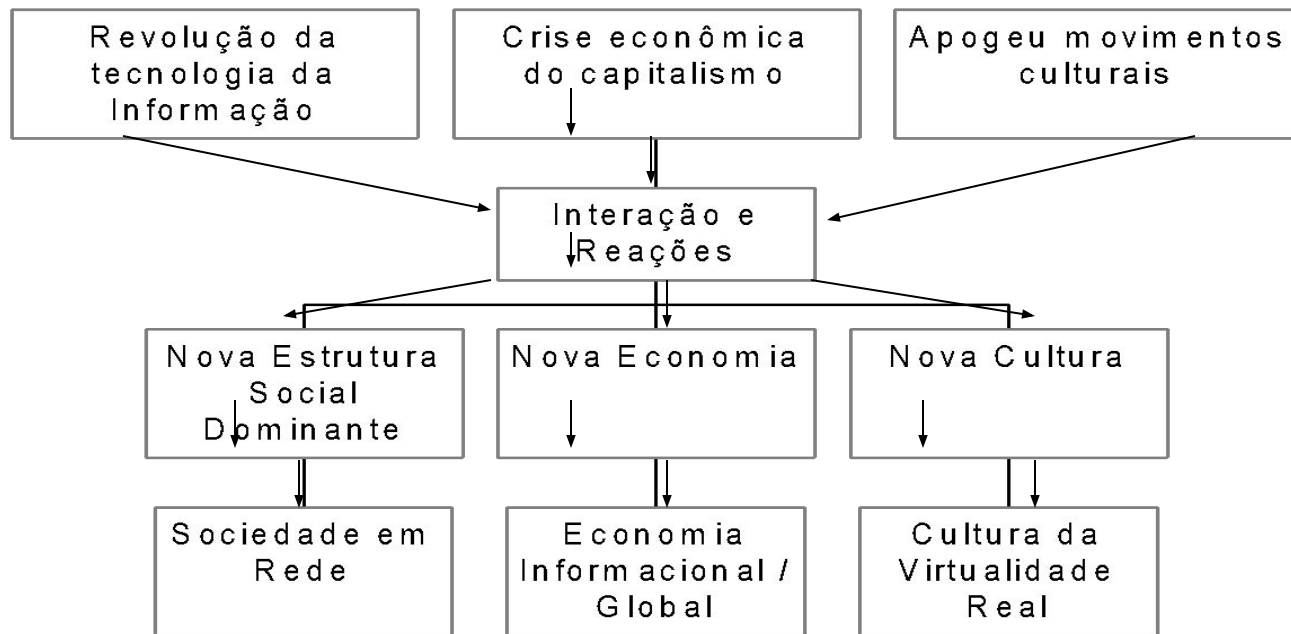 Revolução da
tecnologia da
Informação
Crise econômica
do capitalismo
Apogeu movimentos
culturais
Interação e
Reações
Nova Estrutura
Social
Dominante
Nova Economia
Nova Cultura
Sociedade em
Rede
Economia
Informacional /
Global
Cultura da
Virtualidade
Real